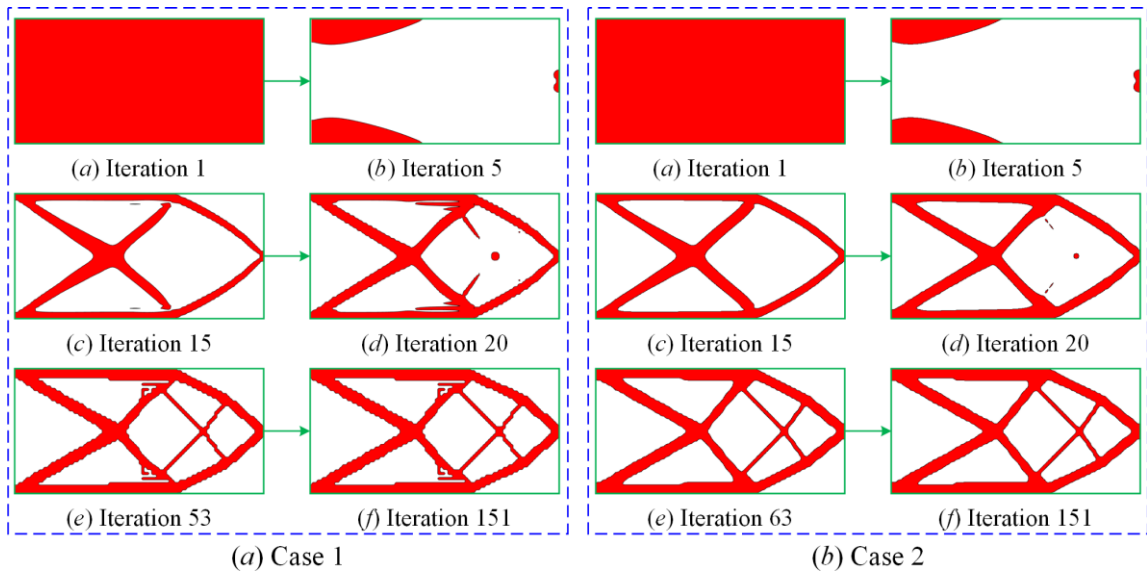 (a) Iteration 1
(b) Iteration 5
(c) Iteration 15
(d) Iteration 20
(e) Iteration 53
(f) Iteration 151
(a) Case 1
(a) Iteration 1
(b) Iteration 5
(c) Iteration 15
(d) Iteration 20
(e) Iteration 63
(f) Iteration 151
(b) Case 2